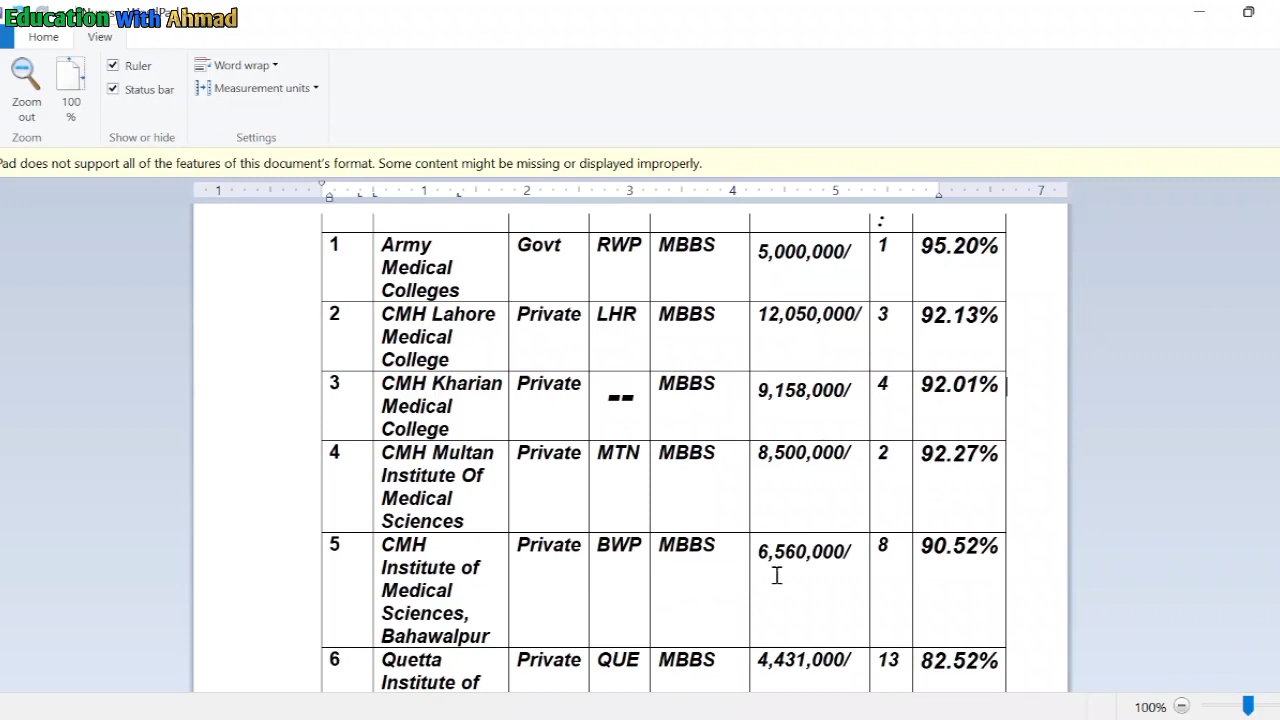 Education With Ahmad
Home View
Ruler
Word wrap
Status bar
Measurement units
Zoom out
100 %
Zoom
Show or hide
Settings
Pad does not support all of the features of this document's format. Some content might be missing or displayed improperly.
1 1 2 3 4 5 7
:
1 Army Govt RWP MBBS 5,000,000/ 1 95.20%
Medical
Colleges
2 CMH Lahore Private LHR MBBS 12,050,000/ 3 92.13%
Medical
College
3 CMH Kharian Private -- MBBS 9,158,000/ 4 92.01%
Medical
College
4 CMH Multan Private MTN MBBS 8,500,000/ 2 92.27%
Institute Of
Medical
Sciences
5 CMH Private BWP MBBS 6,560,000/ 8 90.52%
Institute of
Medical
Sciences,
Bahawalpur
6 Quetta Private QUE MBBS 4,431,000/ 13 82.52%
Institute of
100%